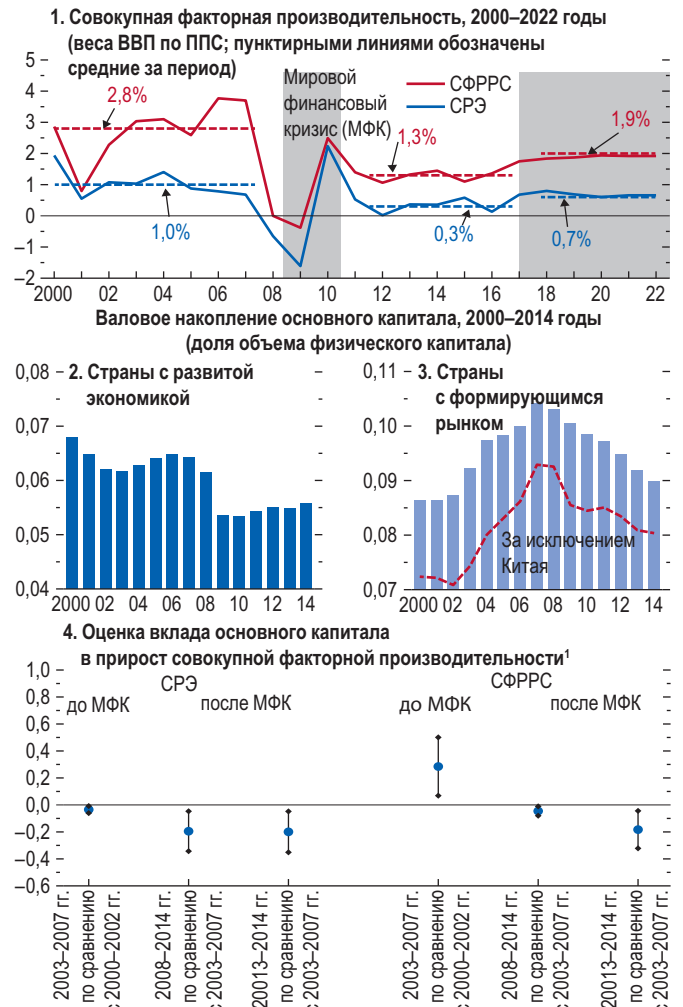 1. Совокупная факторная производительность, 2000–2022 годы
(веса ВВП по ППС; пунктирными линиями обозначены
средние за период)
5
4
3
2
1
0
–1
–2
Мировой
финансовый
кризис (МФК)
СФРРС
СРЭ
2,8%
1,0%
1,3%
0,3%
1,9%
0,7%
2000 02 04 06 08 10 12 14 16 18 20 22
Валовое накопление основного капитала, 2000–2014 годы
(доля объема физического капитала)
2. Страны с развитой
экономикой
0,08
0,07
0,06
0,05
0,04
2000 02 04 06 08 10 12 14
3. Страны
с формирующимся
рынком
0,11
0,10
0,09
0,08
0,07
За исключением
Китая
2000 02 04 06 08 10 12 14
4. Оценка вклада основного капитала
в прирост совокупной факторной производительности¹
1,0
0,8
0,6
0,4
0,2
0,0
–0,2
–0,4
–0,6
СРЭ
до МФК
после МФК
СФРРС
до МФК
после МФК
2003–2007 гг.
по сравнению
2000–2002 гг.
2008–2014 гг.
по сравнению
2003–2007 гг.
20013–2014 гг.
по сравнению
2003–2007 гг.
2003–2007 гг.
по сравнению
2000–2002 гг.
2008–2014 гг.
по сравнению
2003–2007 гг.
20013–2014 гг.
по сравнению
2003–2007 гг.